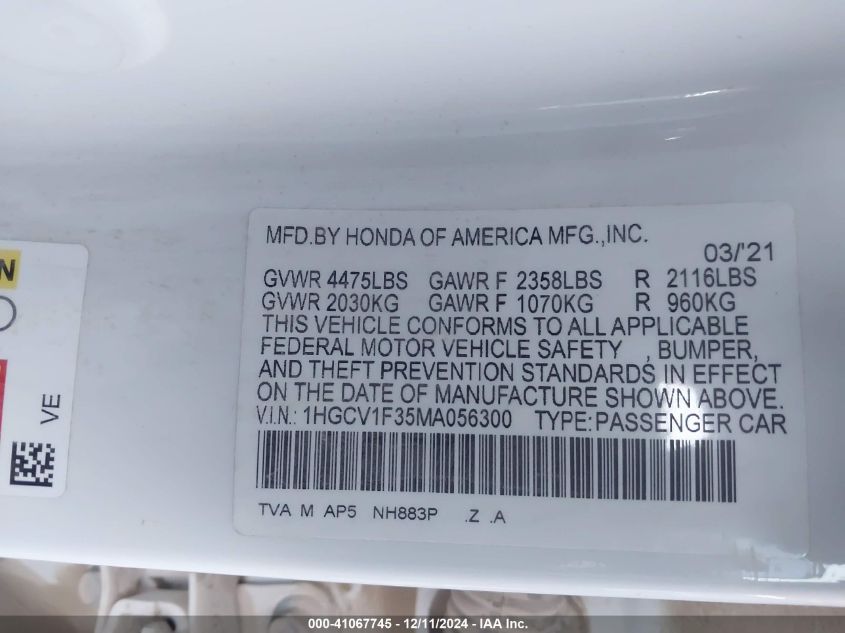 MFD.BY HONDA OF AMERICA MFG.,INC.
03/'21
GVWR 4475LBS GAWR F 2358LBS R 2116LBS
GVWR 2030KG GAWR F 1070KG R 960KG
THIS VEHICLE CONFORMS TO ALL APPLICABLE
FEDERAL MOTOR VEHICLE SAFETY , BUMPER,
AND THEFT PREVENTION STANDARDS IN EFFECT
ON THE DATE OF MANUFACTURE SHOWN ABOVE.
V.I.N.: 1HGCV1F35MA056300 TYPE:PASSENGER CAR
TVA M AP5 NH883P .Z .A
N
VE
000-41067745 - 12/11/2024 - IAA Inc.